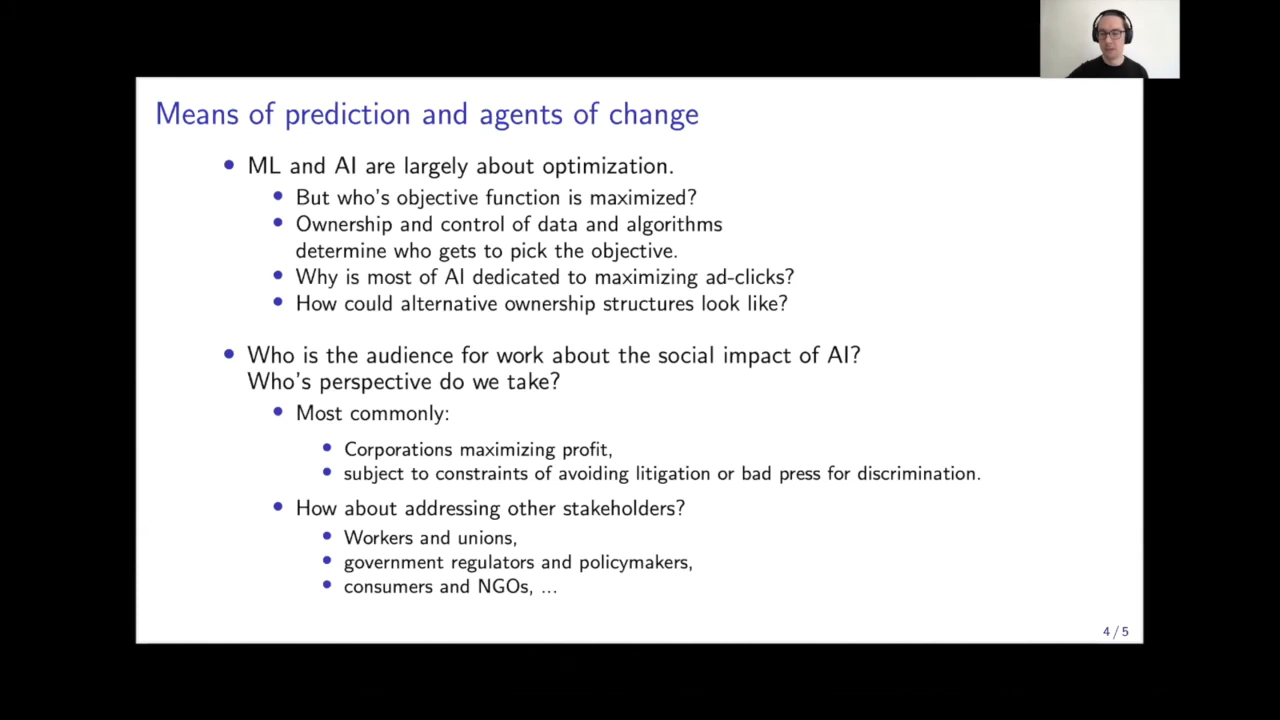 Means of prediction and agents of change
• ML and AI are largely about optimization.
• But who's objective function is maximized?
• Ownership and control of data and algorithms
determine who gets to pick the objective.
• Why is most of AI dedicated to maximizing ad-clicks?
• How could alternative ownership structures look like?
• Who is the audience for work about the social impact of AI?
Who's perspective do we take?
• Most commonly:
• Corporations maximizing profit,
• subject to constraints of avoiding litigation or bad press for discrimination.
• How about addressing other stakeholders?
• Workers and unions,
• government regulators and policymakers,
• consumers and NGOs, ...
4 / 5